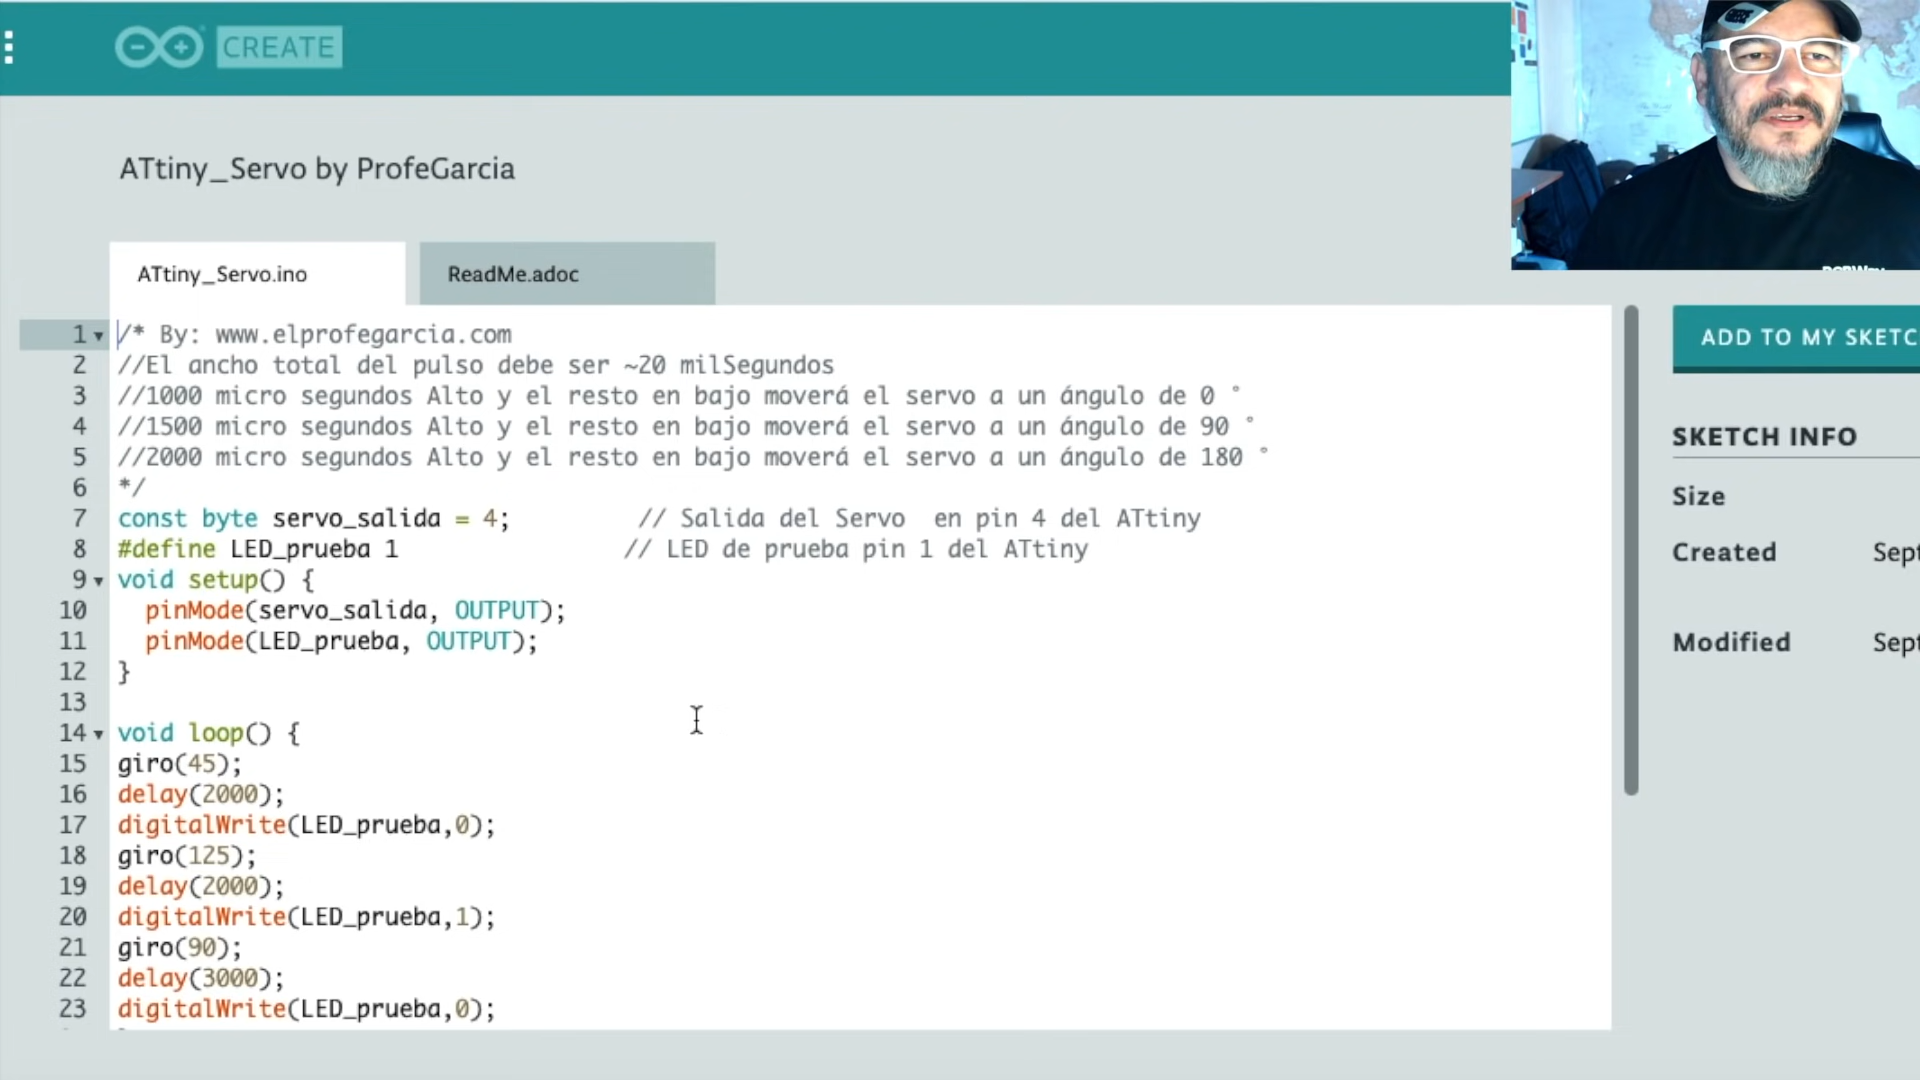 CREATE
ATtiny_Servo by ProfeGarcia
ATtiny_Servo.ino
ReadMe.adoc
1 /* By: www.elprofegarcia.com
2 //El ancho total del pulso debe ser ~20 milSegundos
3 //1000 micro segundos Alto y el resto en bajo moverá el servo a un ángulo de 0 °
4 //1500 micro segundos Alto y el resto en bajo moverá el servo a un ángulo de 90 °
5 //2000 micro segundos Alto y el resto en bajo moverá el servo a un ángulo de 180 °
6 */
7 const byte servo_salida = 4; // Salida del Servo en pin 4 del ATtiny
8 #define LED_prueba 1 // LED de prueba pin 1 del ATtiny
9 void setup() {
10 pinMode(servo_salida, OUTPUT);
11 pinMode(LED_prueba, OUTPUT);
12 }
13
14 void loop() {
15 giro(45);
16 delay(2000);
17 digitalWrite(LED_prueba,0);
18 giro(125);
19 delay(2000);
20 digitalWrite(LED_prueba,1);
21 giro(90);
22 delay(3000);
23 digitalWrite(LED_prueba,0);
ADD TO MY SKETC
SKETCH INFO
Size
Created Sept
Modified Sept